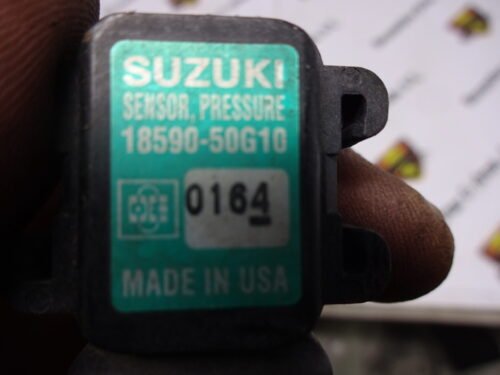 SUZUKI
SENSOR, PRESSURE
18590-50G10
0164
MADE IN USA